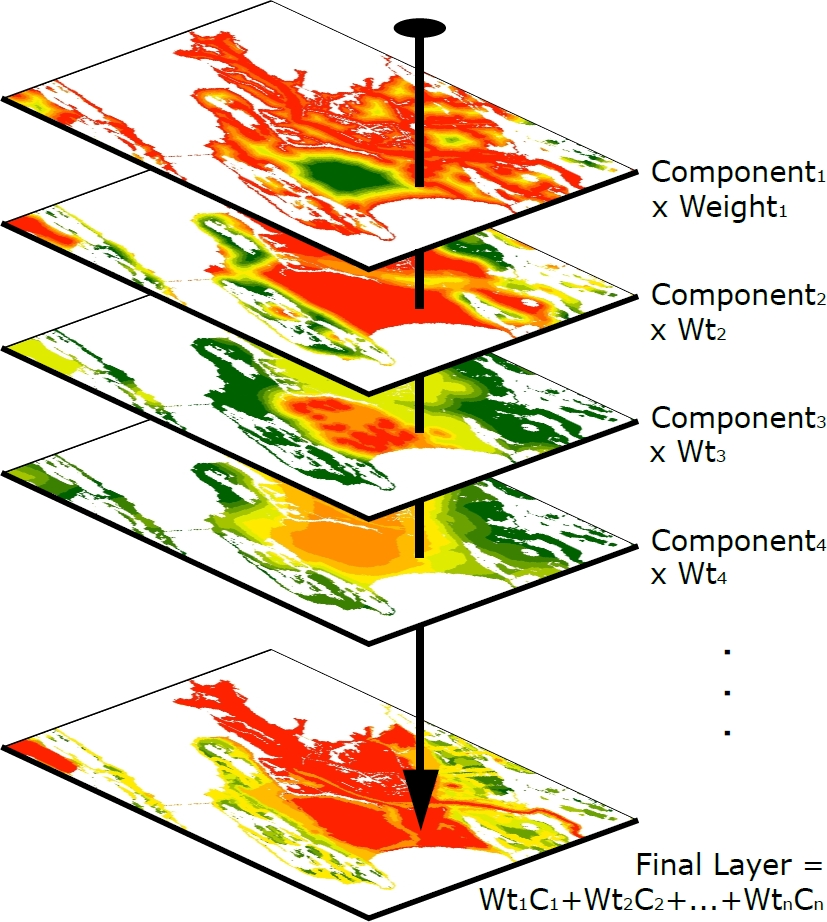 Component₁
x Weight₁
Component₂
x Wt₂
Component₃
x Wt₃
Component₄
x Wt₄
.
.
.
Final Layer =
Wt₁C₁+Wt₂C₂+...+WtₙCₙ